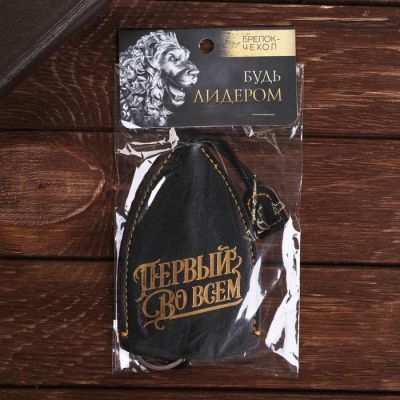 БРЕЛОК-
ЧЕХОЛ
БУДЬ
ЛИДЕРОМ
ПЕРВЫЙ
ВО ВСЕМ